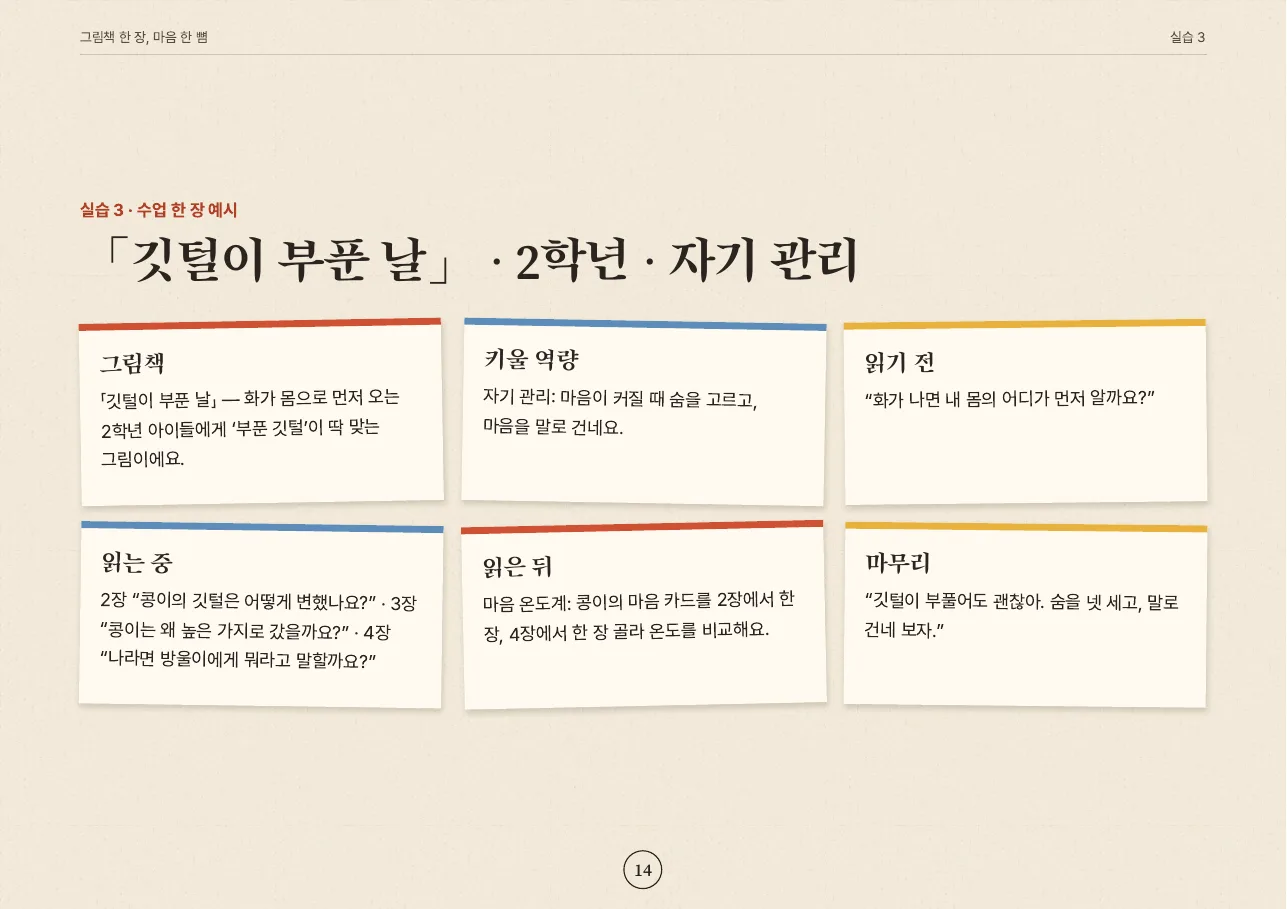 그림책 한 장, 마음 한 뼘
실습 3
실습 3 · 수업 한 장 예시
「깃털이 부푼 날」 · 2학년 · 자기 관리
그림책
「깃털이 부푼 날」 — 화가 몸으로 먼저 오는
2학년 아이들에게 ‘부푼 깃털’이 딱 맞는
그림이에요.
키울 역량
자기 관리: 마음이 커질 때 숨을 고르고,
마음을 말로 건네요.
읽기 전
“화가 나면 내 몸의 어디가 먼저 알까요?”
읽는 중
2장 “콩이의 깃털은 어떻게 변했나요?” · 3장
“콩이는 왜 높은 가지로 갔을까요?” · 4장
“나라면 방울이에게 뭐라고 말할까요?”
읽은 뒤
마음 온도계: 콩이의 마음 카드를 2장에서 한
장, 4장에서 한 장 골라 온도를 비교해요.
마무리
“깃털이 부풀어도 괜찮아. 숨을 넷 세고, 말로
건네 보자.”
14